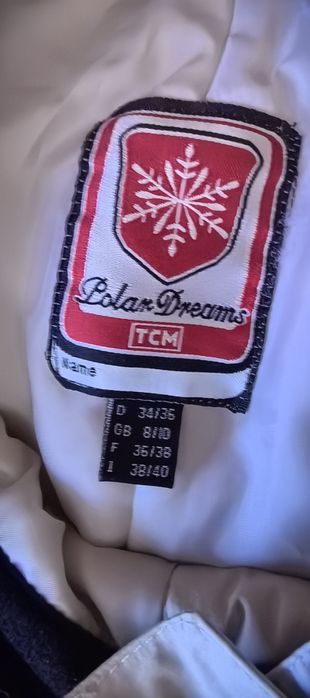 Polar Dreams
TCM
Name
D 34/36
GB 8/10
F 36/38
I 38/40